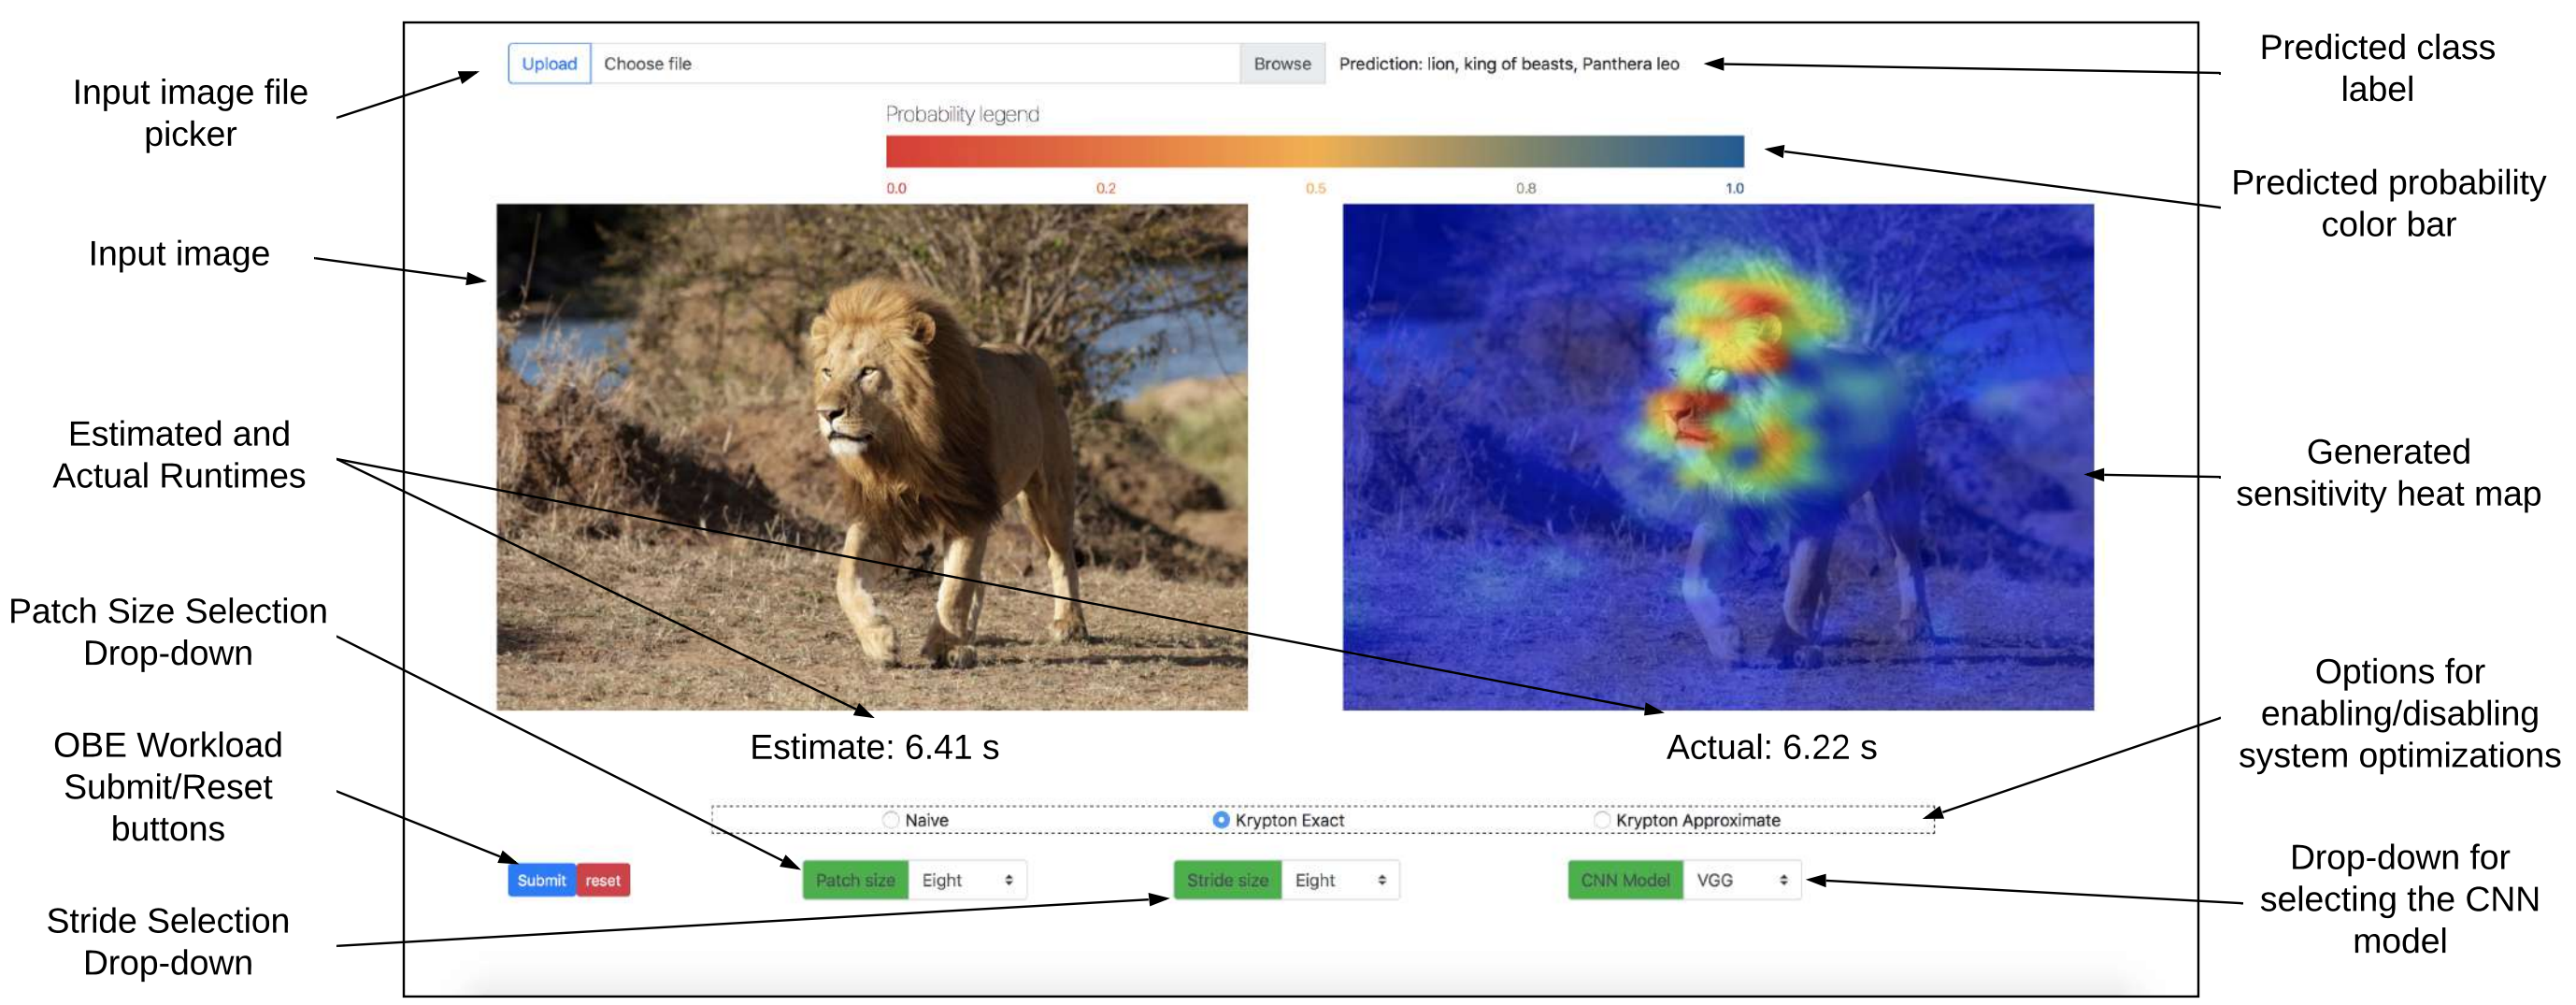 Input image file
picker
Input image
Estimated and
Actual Runtimes
Patch Size Selection
Drop-down
OBE Workload
Submit/Reset
buttons
Stride Selection
Drop-down
Upload Choose file Browse Prediction: lion, king of beasts, Panthera leo
Probability legend
0.0 0.2 0.5 0.8 1.0
Estimate: 6.41 s Actual: 6.22 s
Naive Krypton Exact Krypton Approximate
Submit reset Patch size Eight Stride size Eight CNN Model VGG
Predicted class
label
Predicted probability
color bar
Generated
sensitivity heat map
Options for
enabling/disabling
system optimizations
Drop-down for
selecting the CNN
model